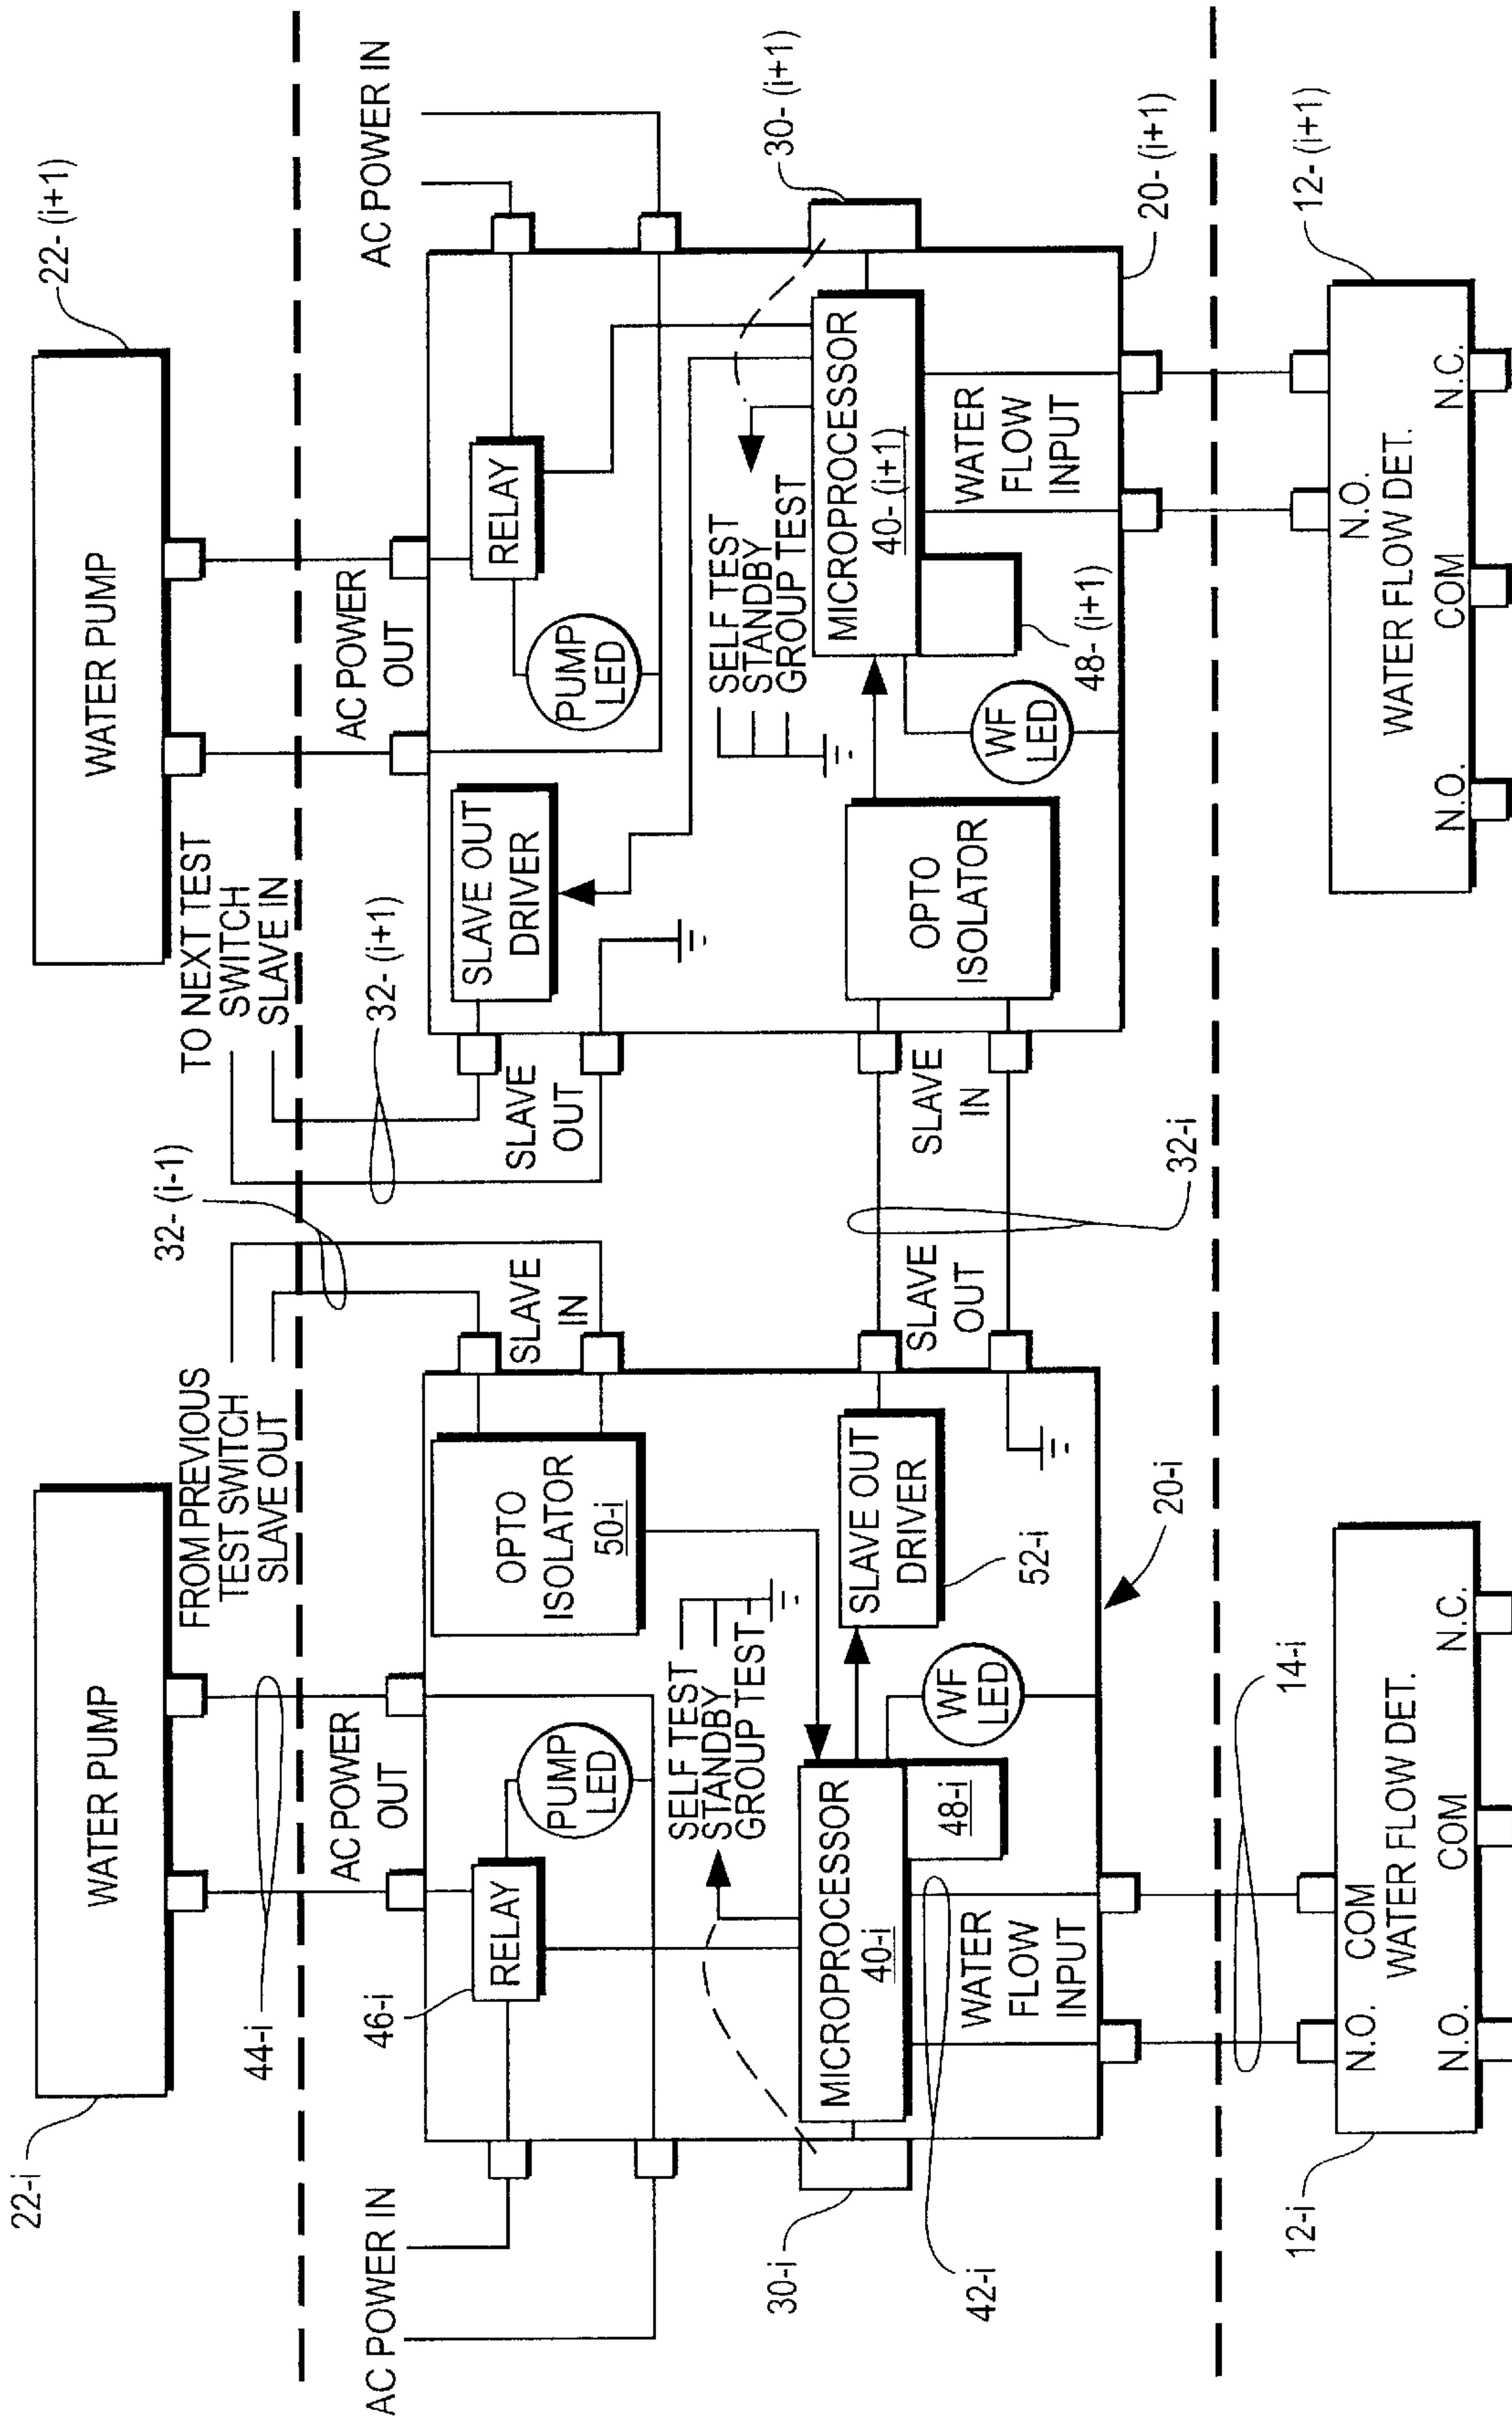 22-i
WATER PUMP
44-i
FROM PREVIOUS
TEST SWITCH
SLAVE OUT
32- (i-1)
AC POWER IN
AC POWER
OUT
46-i
RELAY
PUMP
LED
OPTO
ISOLATOR
50-i
SLAVE
IN
SELF TEST
STANDBY
GROUP TEST
30-i
MICROPROCESSOR
40-i
48-i
WF
LED
SLAVE OUT
DRIVER
52-i
SLAVE
OUT
42-i
WATER
FLOW
INPUT
20-i
14-i
12-i
N.O.
COM
WATER FLOW DET.
N.O.
COM
N.C.
22- (i+1)
WATER PUMP
TO NEXT TEST
SWITCH
SLAVE IN
32- (i+1)
AC POWER
OUT
AC POWER IN
SLAVE
OUT
SLAVE OUT
DRIVER
PUMP
LED
RELAY
SELF TEST
STANDBY
GROUP TEST
30- (i+1)
MICROPROCESSOR
40- (i+1)
48- (i+1)
SLAVE
IN
32-i
OPTO
ISOLATOR
WF
LED
WATER
FLOW
INPUT
20- (i+1)
12- (i+1)
N.O.
WATER FLOW DET.
N.O.
COM
N.C.